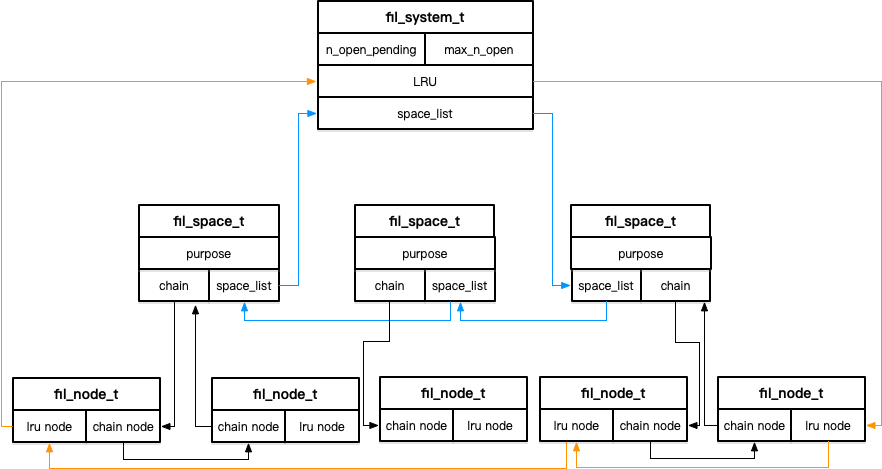 fil_system_t
n_open_pending max_n_open
LRU
space_list
fil_space_t fil_space_t fil_space_t
purpose purpose purpose
chain space_list chain space_list space_list chain
fil_node_t fil_node_t fil_node_t fil_node_t fil_node_t
lru node chain node chain node lru node chain node lru node lru node chain node chain node lru node